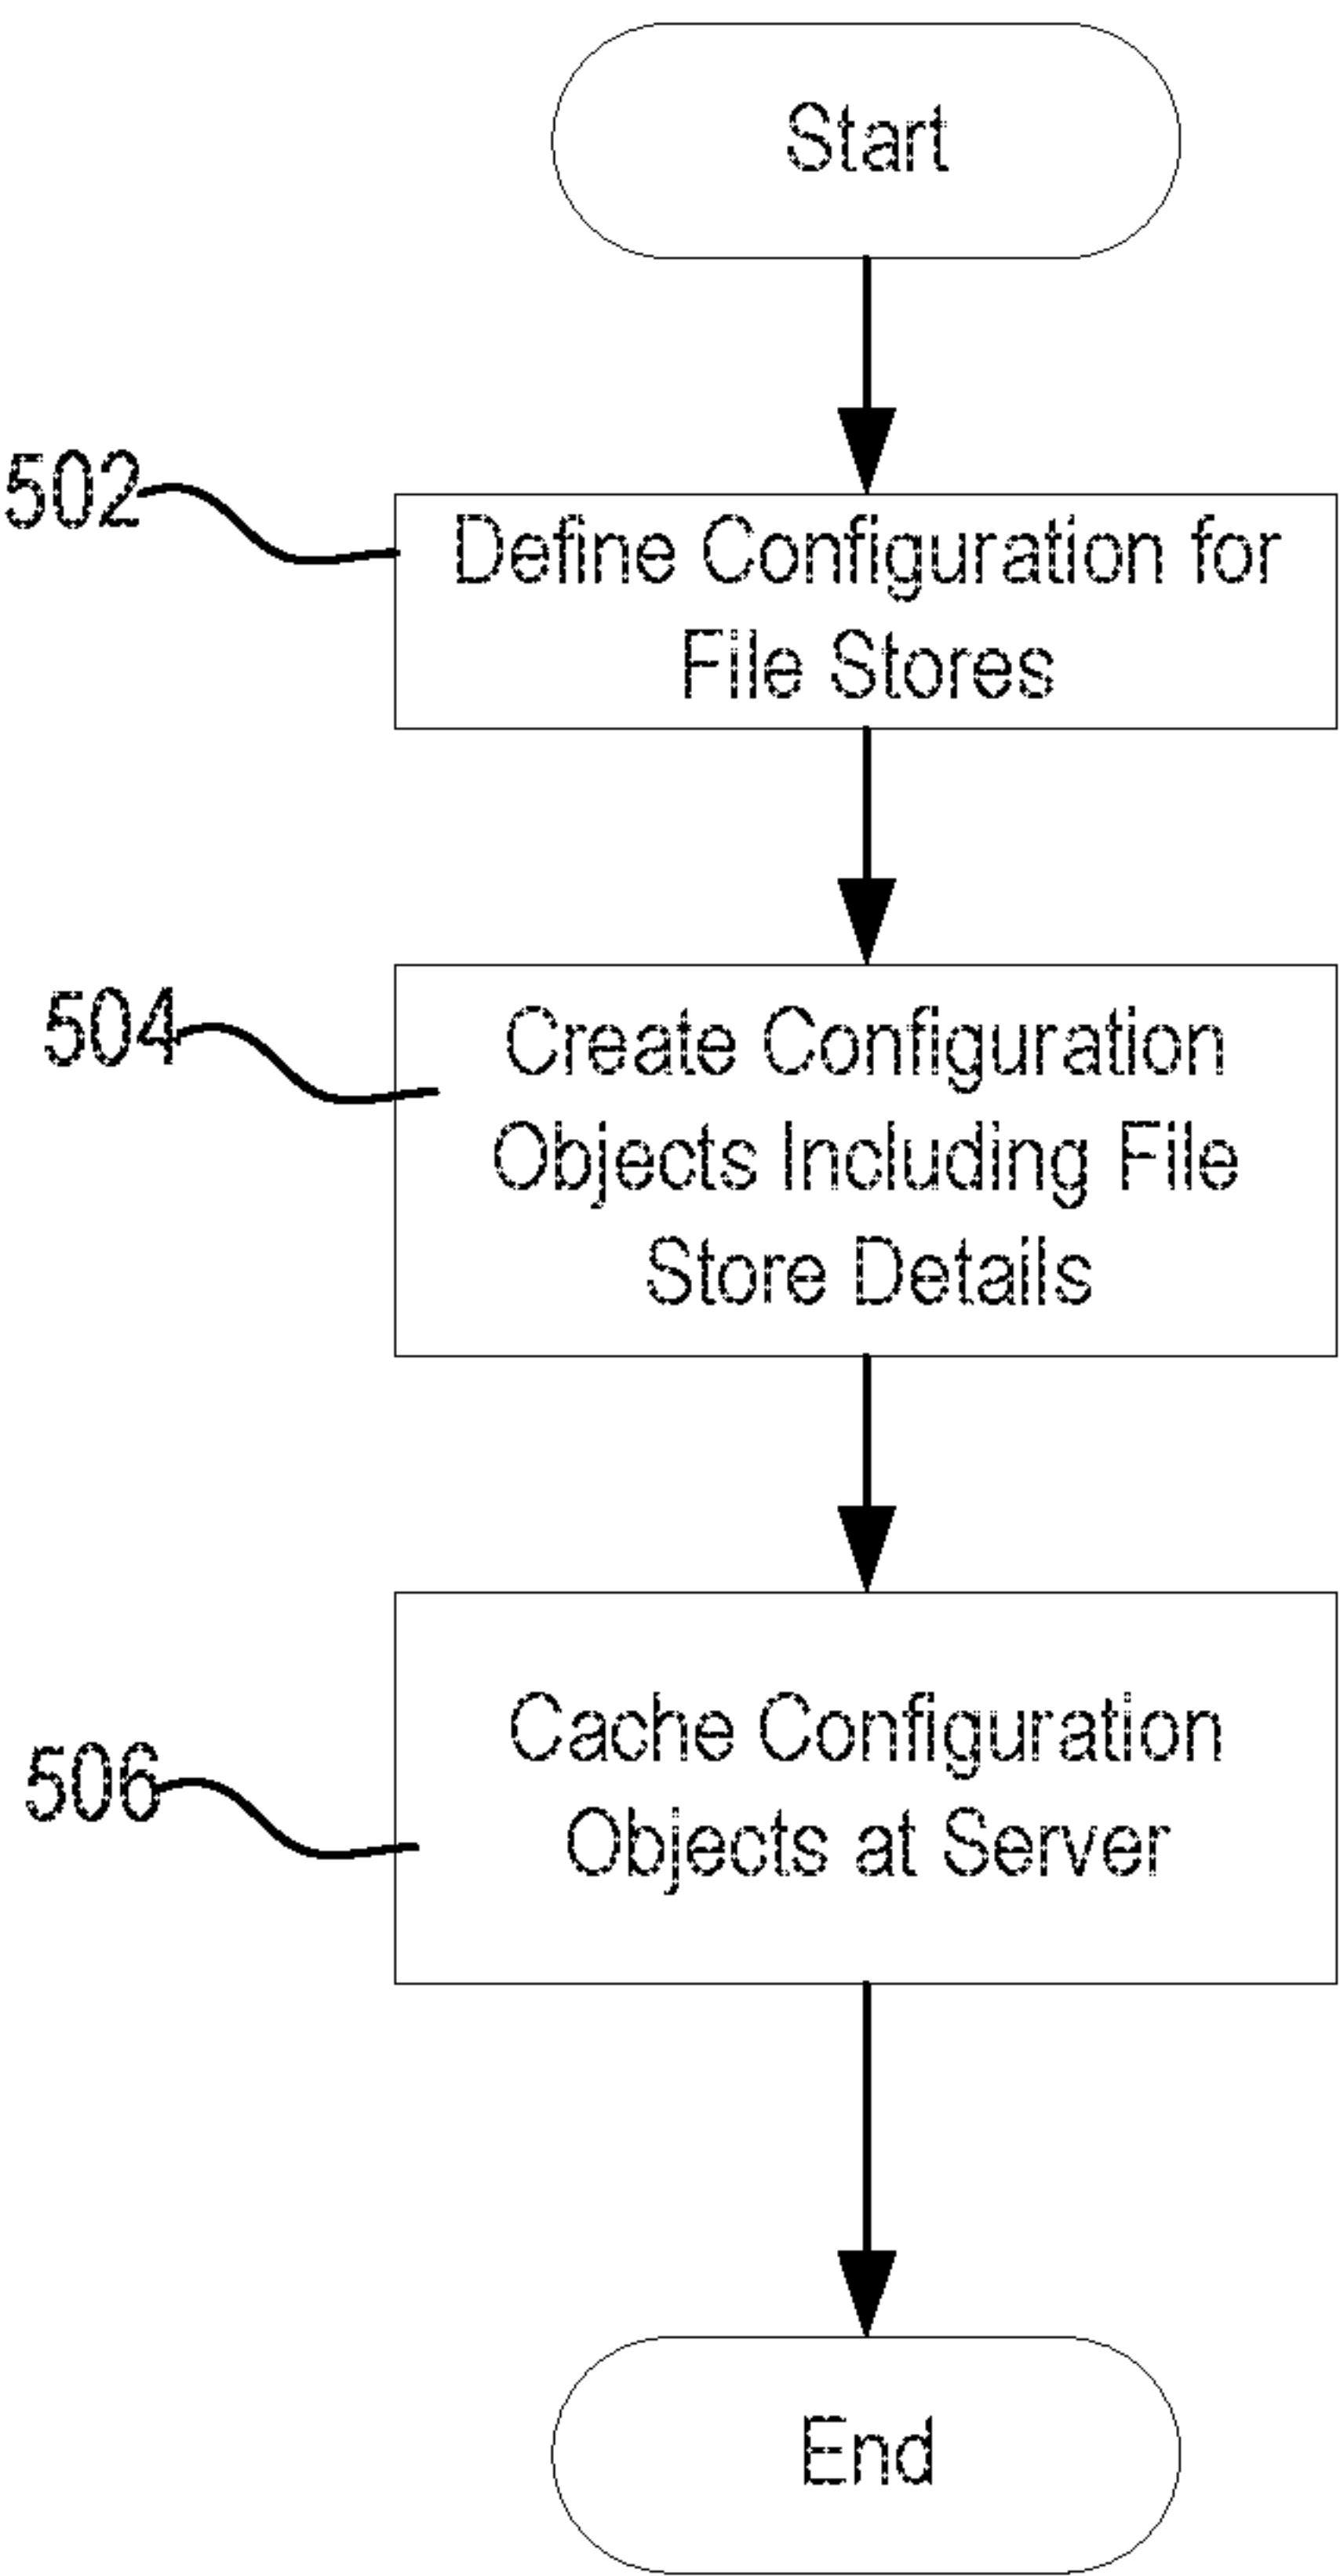 Start
502
Define Configuration for
File Stores
504
Create Configuration
Objects Including File
Store Details
506
Cache Configuration
Objects at Server
End